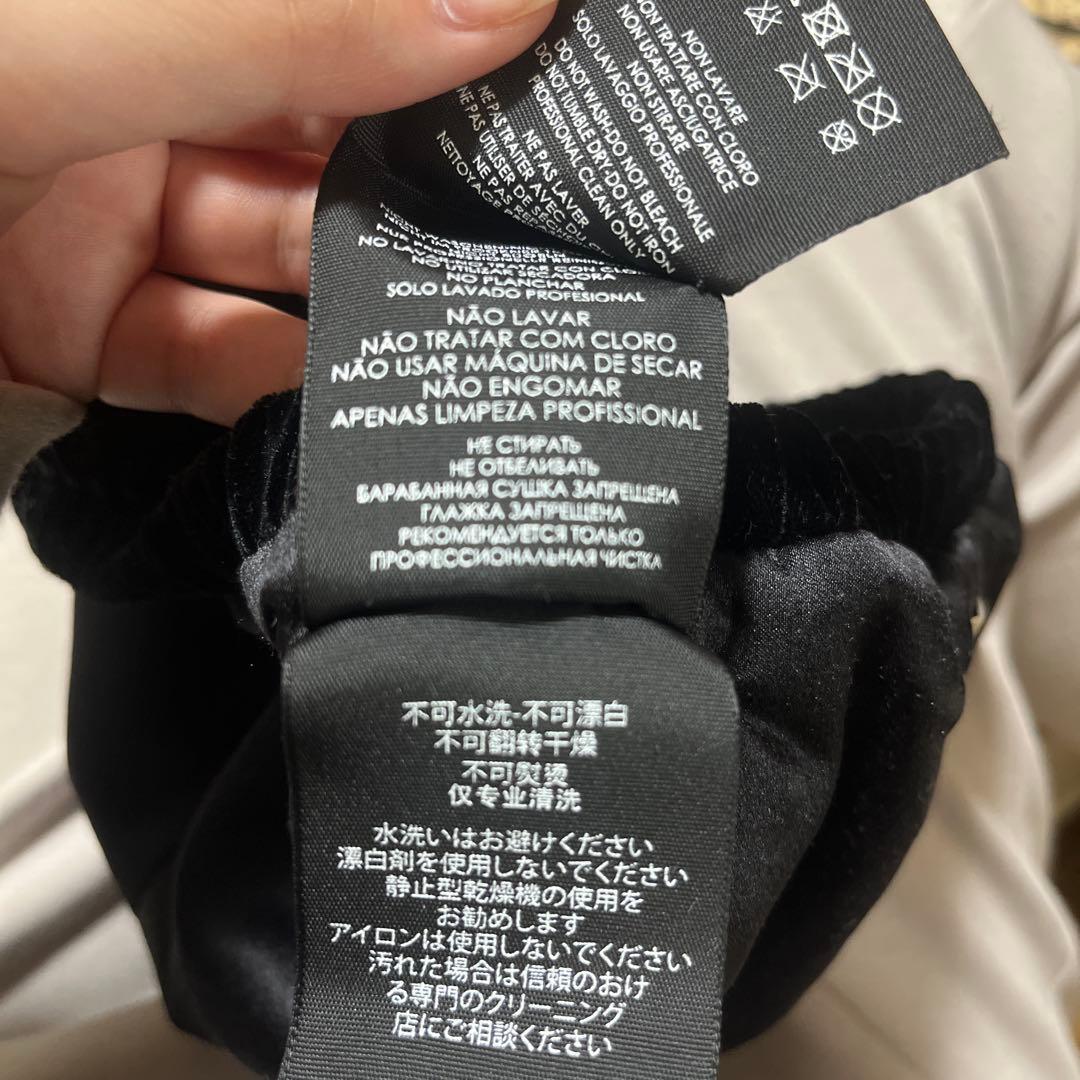 NON LAVARE
NON TRATTARE CON CLORO
NON USARE ASCIUGATRICE
NON STIRARE
SOLO LAVAGGIO PROFESSIONALE
DO NOT WASH-DO NOT BLEACH
DO NOT TUMBLE DRY-DO NOT IRON
PROFESSIONAL CLEAN ONLY
NE PAS LAVER
NE PAS TRAITER AVEC DU
NE PAS UTILISER DE
NE PAS
NETTOYAGE
NO UTILIZAR
NO SECADORA
NO PLANCHAR
SOLO LAVADO PROFESIONAL
NÃO LAVAR
NÃO TRATAR COM CLORO
NÃO USAR MÁQUINA DE SECAR
NÃO ENGOMAR
APENAS LIMPEZA PROFISSIONAL
НЕ СТИРАТЬ
НЕ ОТБЕЛИВАТЬ
БАРАБАННАЯ СУШКА ЗАПРЕЩЕНА
ГЛАЖКА ЗАПРЕЩЕНА
РЕКОМЕНДУЕТСЯ ТОЛЬКО
ПРОФЕССИОНАЛЬНАЯ ЧИСТКА
不可水洗-不可漂白
不可翻转干燥
不可熨烫
仅专业清洗
水洗いはお避けください
漂白剤を使用しないでください
静止型乾燥機の使用を
お勧めします
アイロンは使用しないでください
汚れた場合は信頼のおけ
る専門のクリーニング
店にご相談ください